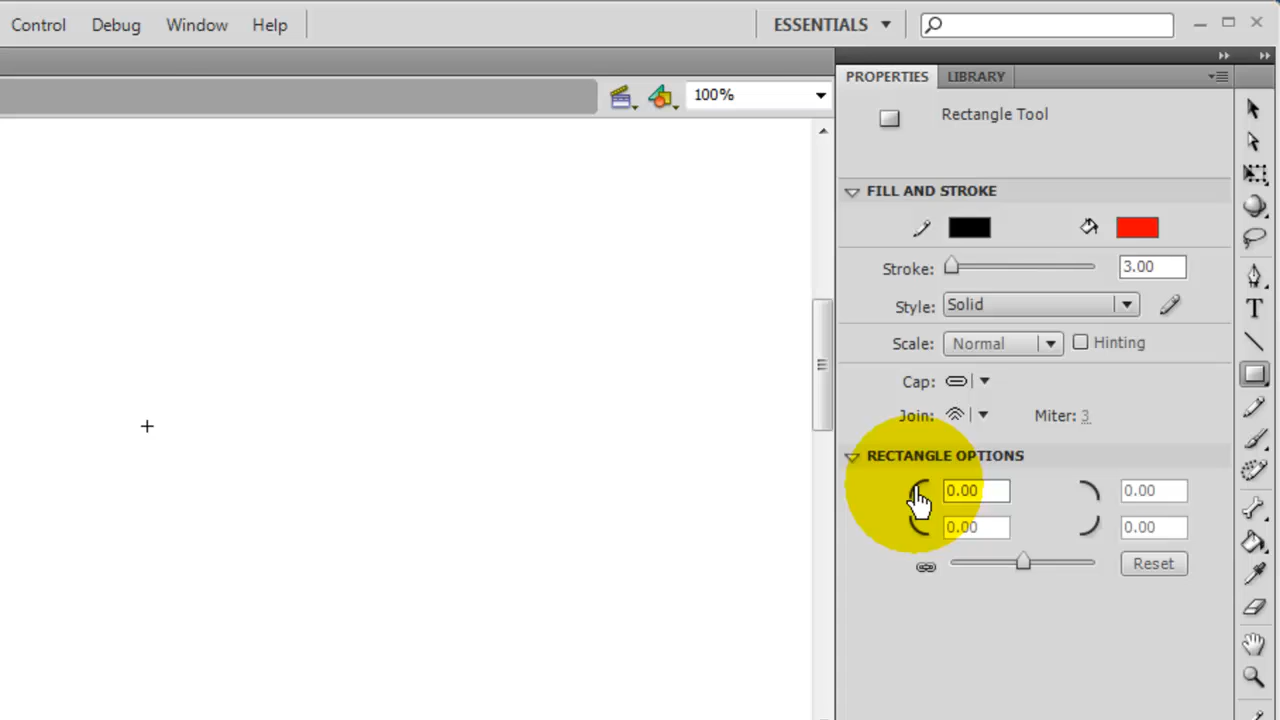 Control Debug Window Help ESSENTIALS
PROPERTIES LIBRARY
100%
Rectangle Tool
FILL AND STROKE
Stroke: 3.00
Style: Solid
Scale: Normal Hinting
Cap:
Join: Miter: 3
RECTANGLE OPTIONS
0.00 0.00
0.00 0.00
Reset
T